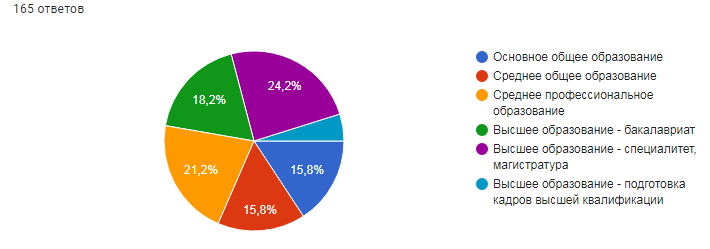 165 ответов
24,2%
18,2%
21,2%
15,8%
15,8%
Основное общее образование
Среднее общее образование
Среднее профессиональное
образование
Высшее образование - бакалавриат
Высшее образование - специалитет,
магистратура
Высшее образование - подготовка
кадров высшей квалификации